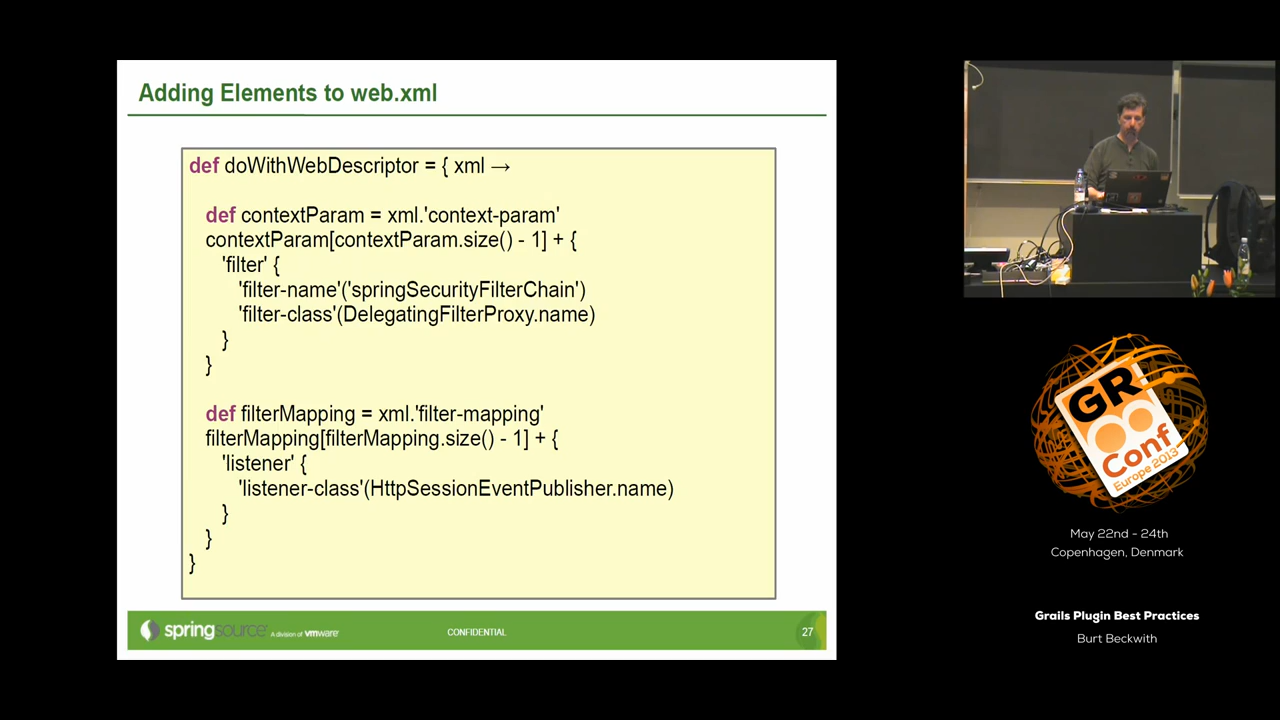 Adding Elements to web.xml
def doWithWebDescriptor = { xml →
def contextParam = xml.'context-param'
contextParam[contextParam.size() - 1] + {
'filter' {
'filter-name'('springSecurityFilterChain')
'filter-class'(DelegatingFilterProxy.name)
}
}
def filterMapping = xml.'filter-mapping'
filterMapping[filterMapping.size() - 1] + {
'listener' {
'listener-class'(HttpSessionEventPublisher.name)
}
}
}
springsource A division of vmware
CONFIDENTIAL
27
GR
Conf
Europe 2013
May 22nd - 24th
Copenhagen, Denmark
Grails Plugin Best Practices
Burt Beckwith